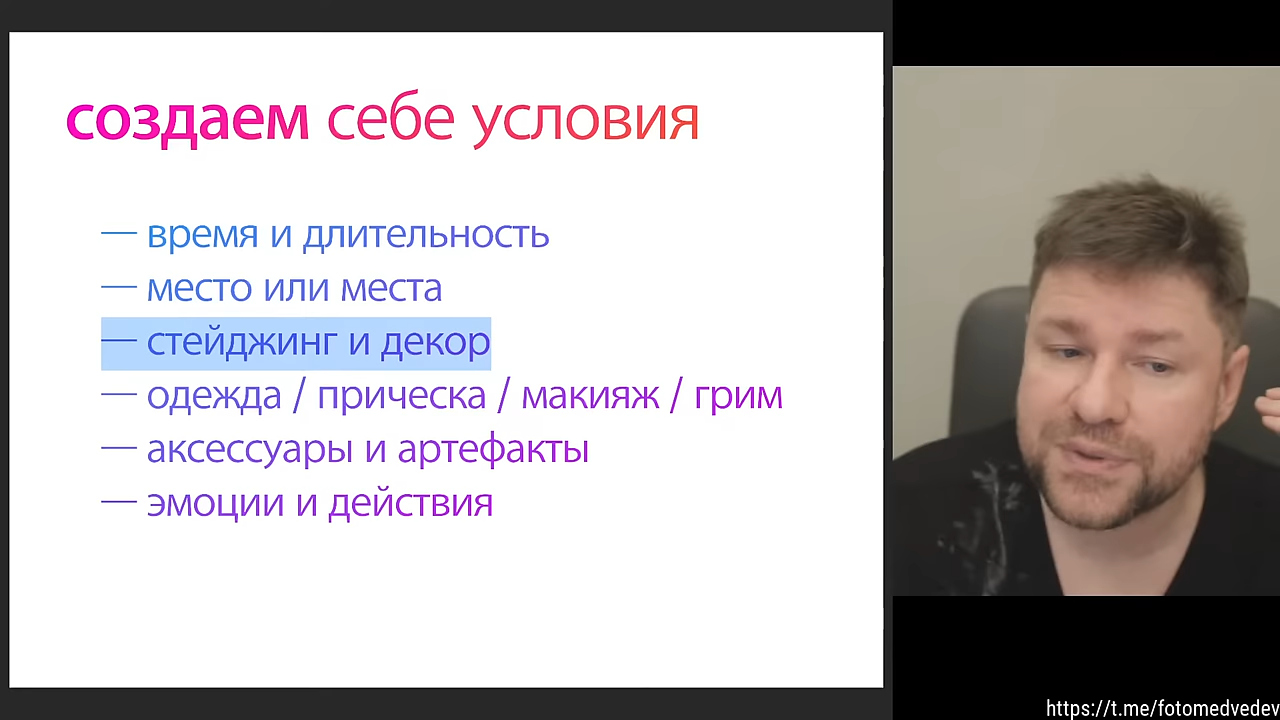 создаем себе условия
— время и длительность
— место или места
— стейджинг и декор
— одежда / прическа / макияж / грим
— аксессуары и артефакты
— эмоции и действия
https://t.me/fotomedvedev